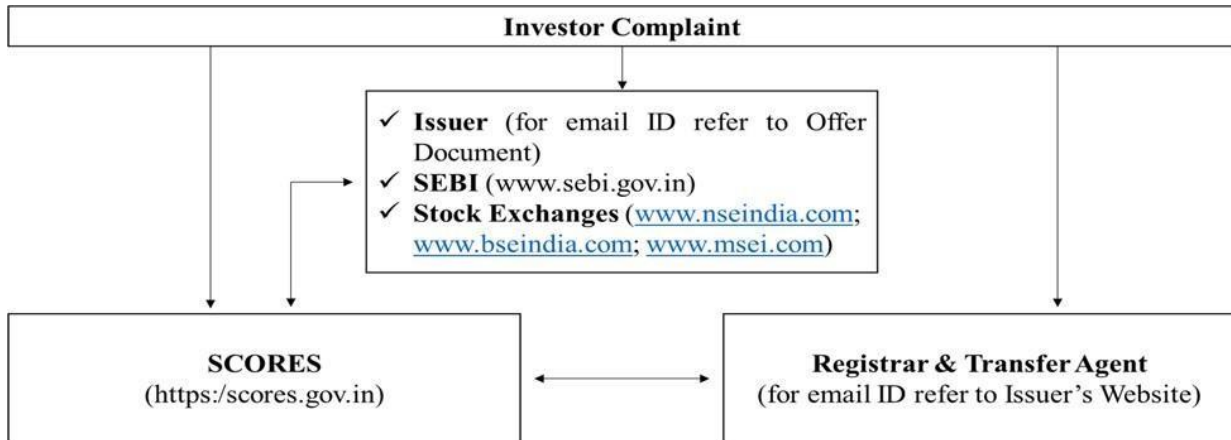 Investor Complaint
✓ Issuer (for email ID refer to Offer
Document)
✓ SEBI (www.sebi.gov.in)
✓ Stock Exchanges (www.nseindia.com;
www.bseindia.com; www.msei.com)
SCORES
(https:/scores.gov.in)
Registrar & Transfer Agent
(for email ID refer to Issuer’s Website)